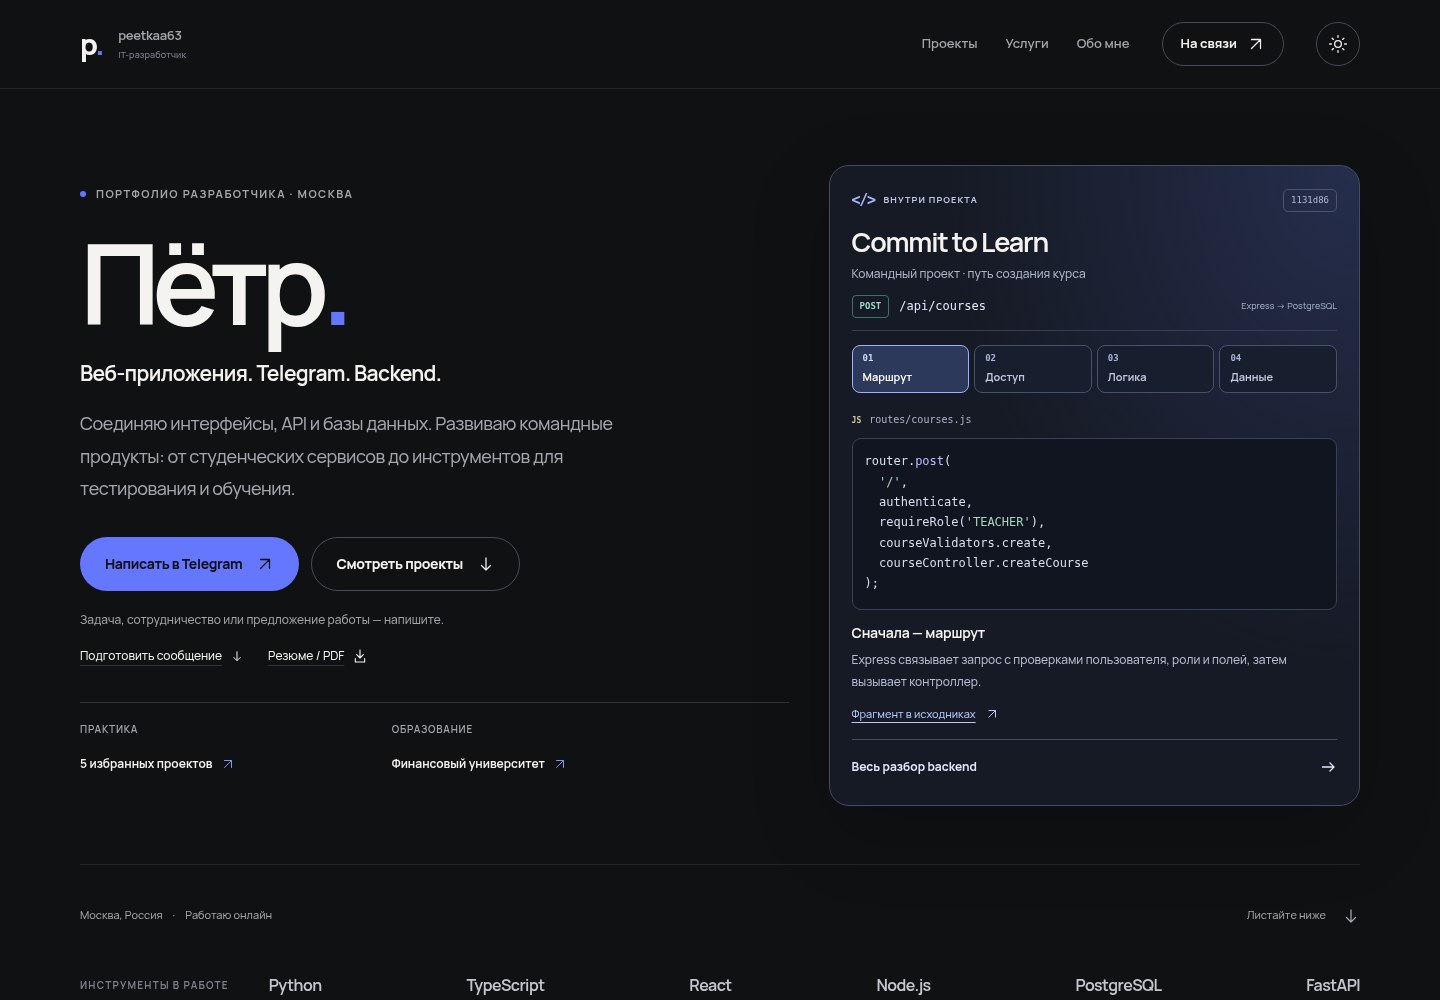 p.
peetkaa63
IT-разработчик
Проекты
Услуги
Обо мне
На связи
ПОРТФОЛИО РАЗРАБОТЧИКА · МОСКВА
Пётр.
Веб-приложения. Telegram. Backend.
Соединяю интерфейсы, API и базы данных. Развиваю командные
продукты: от студенческих сервисов до инструментов для
тестирования и обучения.
Написать в Telegram
Смотреть проекты
Задача, сотрудничество или предложение работы — напишите.
Подготовить сообщение
Резюме / PDF
ПРАКТИКА
5 избранных проектов
ОБРАЗОВАНИЕ
Финансовый университет
</> ВНУТРИ ПРОЕКТА
1131d86
Commit to Learn
Командный проект · путь создания курса
POST /api/courses
Express → PostgreSQL
01
Маршрут
02
Доступ
03
Логика
04
Данные
JS routes/courses.js
router.post(
  '/',
  authenticate,
  requireRole('TEACHER'),
  courseValidators.create,
  courseController.createCourse
);
Сначала — маршрут
Express связывает запрос с проверками пользователя, роли и полей, затем
вызывает контроллер.
Фрагмент в исходниках
Весь разбор backend
Москва, Россия · Работаю онлайн
Листайте ниже
ИНСТРУМЕНТЫ В РАБОТЕ
Python
TypeScript
React
Node.js
PostgreSQL
FastAPI